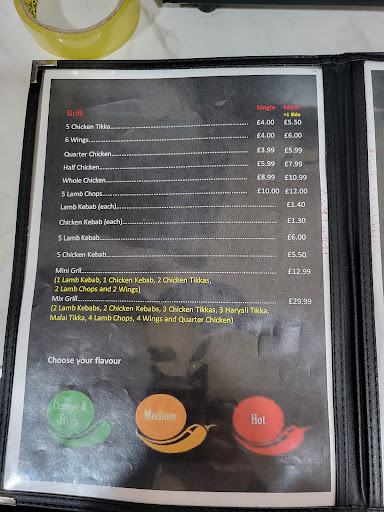 Grill Single Meal
+1 Side
5 Chicken Tikka £4.00 £5.50
6 Wings £4.00 £6.00
Quarter Chicken £3.99 £5.99
Half Chicken £5.99 £7.99
Whole Chicken £8.99 £10.99
5 Lamb Chops £10.00 £12.00
Lamb Kebab (each) £1.40
Chicken Kebab (each) £1.30
5 Lamb Kebab £6.00
5 Chicken Kebab £5.50
Mini Gril £12.99
(1 Lamb Kebab, 1 Chicken Kebab, 2 Chicken Tikkas,
2 Lamb Chops and 2 Wings)
Mix Grill £29.99
(2 Lamb Kebabs, 2 Chicken Kebabs, 3 Chicken Tikkas, 3 Haryali Tikka,
Malai Tikka, 4 Lamb Chops, 4 Wings and Quarter Chicken)
Choose your flavour
Lemon &
Herb
Medium
Hot